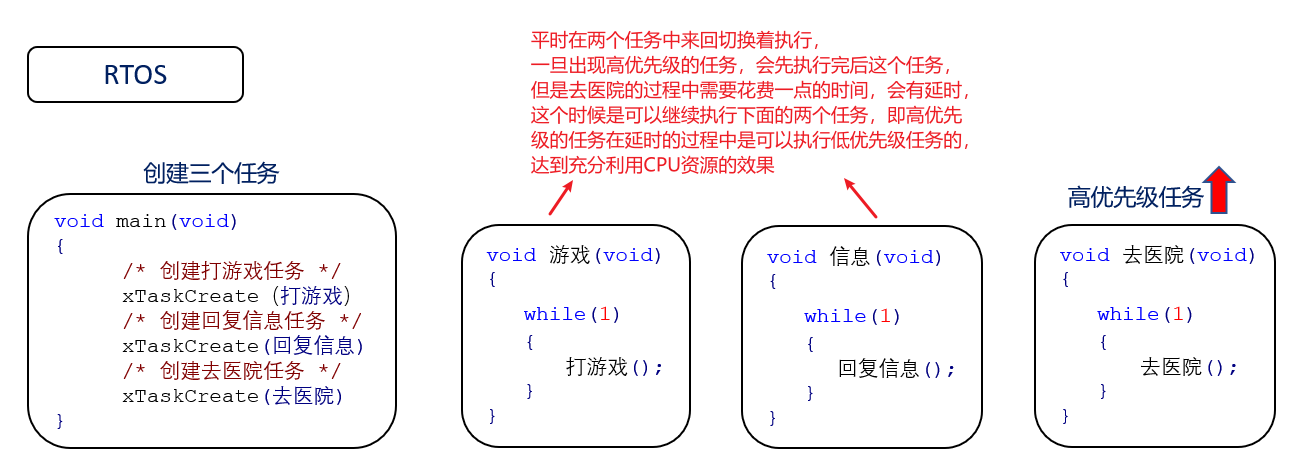 RTOS
平时在两个任务中来回切换着执行，
一旦出现高优先级的任务，会先执行完后这个任务，
但是去医院的过程中需要花费一点的时间，会有延时，
这个时候是可以继续执行下面的两个任务，即高优先
级的任务在延时的过程中是可以执行低优先级任务的，
达到充分利用CPU资源的效果
创建三个任务
void main(void)
{
/* 创建打游戏任务 */
xTaskCreate（打游戏）
/* 创建回复信息任务 */
xTaskCreate(回复信息)
/* 创建去医院任务 */
xTaskCreate(去医院)
}
void 游戏(void)
{
while(1)
{
打游戏();
}
}
void 信息(void)
{
while(1)
{
回复信息();
}
}
高优先级任务
void 去医院(void)
{
while(1)
{
去医院();
}
}